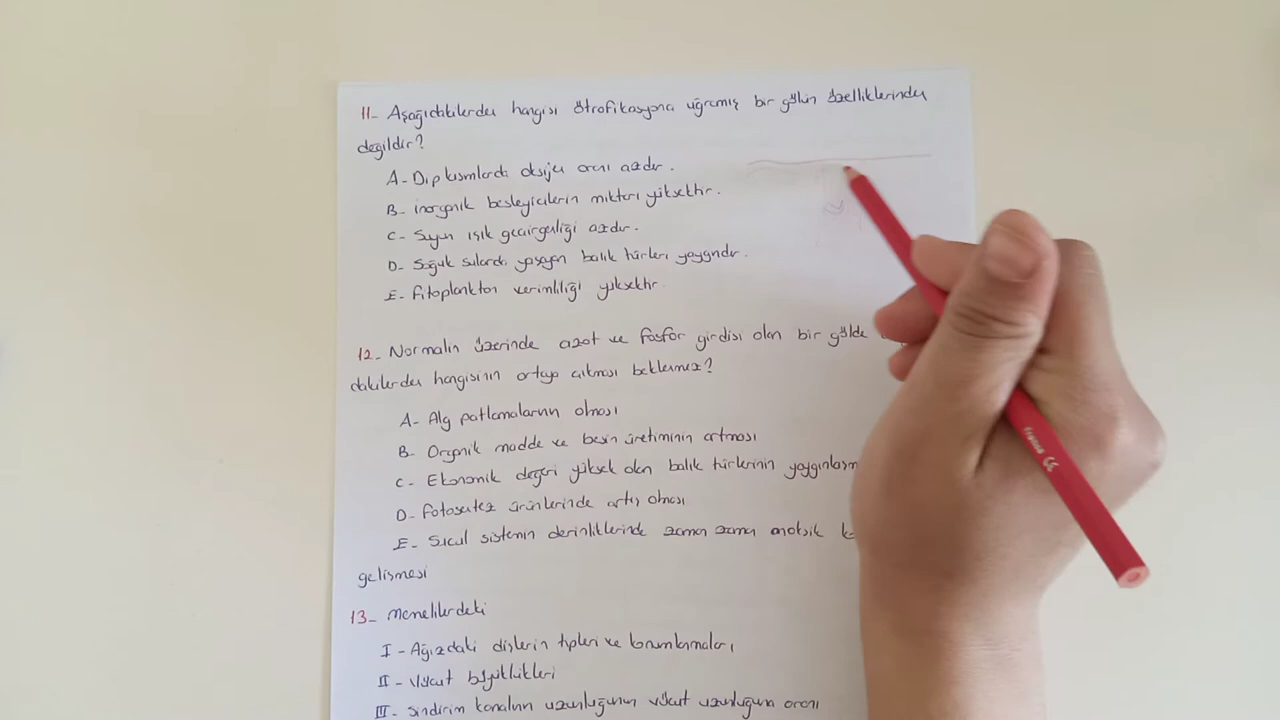 11- Aşağıdakilerden hangisi ötrofikasyona uğramış bir gölün özelliklerinden
değildir?
A- Dip kısımlarda oksijen oranı azdır.
B- İnorganik besleyicilerin miktarı yüksektir.
C- Suyun ışık geçirgenliği azdır.
D- Soğuk sularda yaşayan balık türleri yaygındır.
E- Fitoplankton verimliliği yüksektir.
12- Normalin üzerinde azot ve fosfor girdisi olan bir gölde
dakilerden hangisinin ortaya çıkması beklenmez?
A- Alg patlamalarının olması
B- Organik madde ve besin üretiminin artması
C- Ekonomik değeri yüksek olan balık türlerinin
D- Fotosentez ürünlerinde artış olması
E- Sucul sistemin derinliklerinde zaman zaman anoksik
gelişmesi
13- Memelilerdeki
I- Ağızdaki dişlerin tipleri ve konumlanmaları,
II- Vücut büyüklükleri
III- Sindirim kanalının uzunluğunun vücut uzunluğuna oranı
France